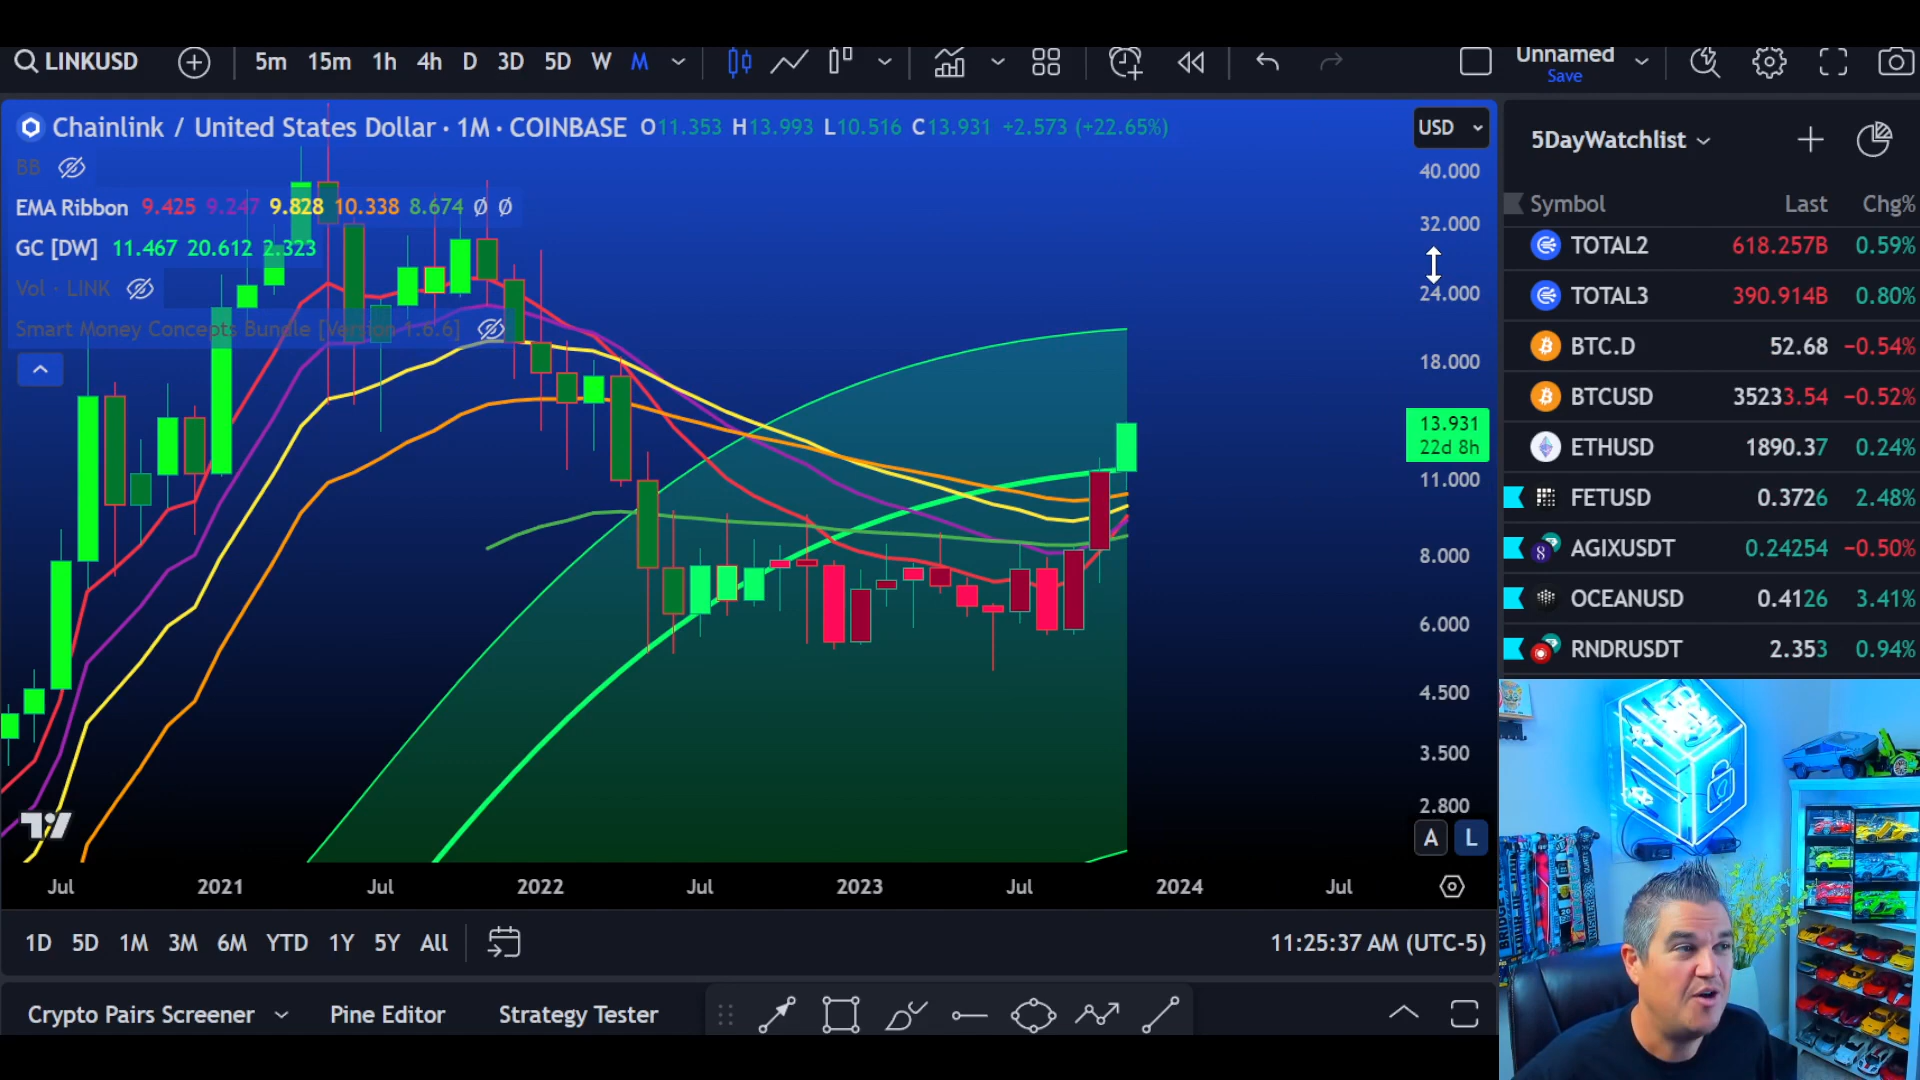 LINKUSD 5m 15m 1h 4h D 3D 5D W M Unnamed
Save
Chainlink / United States Dollar · 1M · COINBASE O11.353 H13.993 L10.516 C13.931 +2.573 (+22.65%)
USD
BB
EMA Ribbon 9.425 9.247 9.828 10.338 8.674 Ø Ø
GC [DW] 11.467 20.612 2.323
Vol · LINK
Smart Money Concepts Bundle [Version 1.6.6]
40.000
32.000
24.000
18.000
13.931
22d 8h
11.000
8.000
6.000
4.500
3.500
2.800
A L
Jul 2021 Jul 2022 Jul 2023 Jul 2024 Jul
1D 5D 1M 3M 6M YTD 1Y 5Y All
11:25:37 AM (UTC-5)
Crypto Pairs Screener Pine Editor Strategy Tester
5DayWatchlist
Symbol Last Chg%
TOTAL2 618.257B 0.59%
TOTAL3 390.914B 0.80%
BTC.D 52.68 −0.54%
BTCUSD 35233.54 −0.52%
ETHUSD 1890.37 0.24%
FETUSD 0.3726 2.48%
AGIXUSDT 0.24254 −0.50%
OCEANUSD 0.4126 3.41%
RNDRUSDT 2.353 0.94%